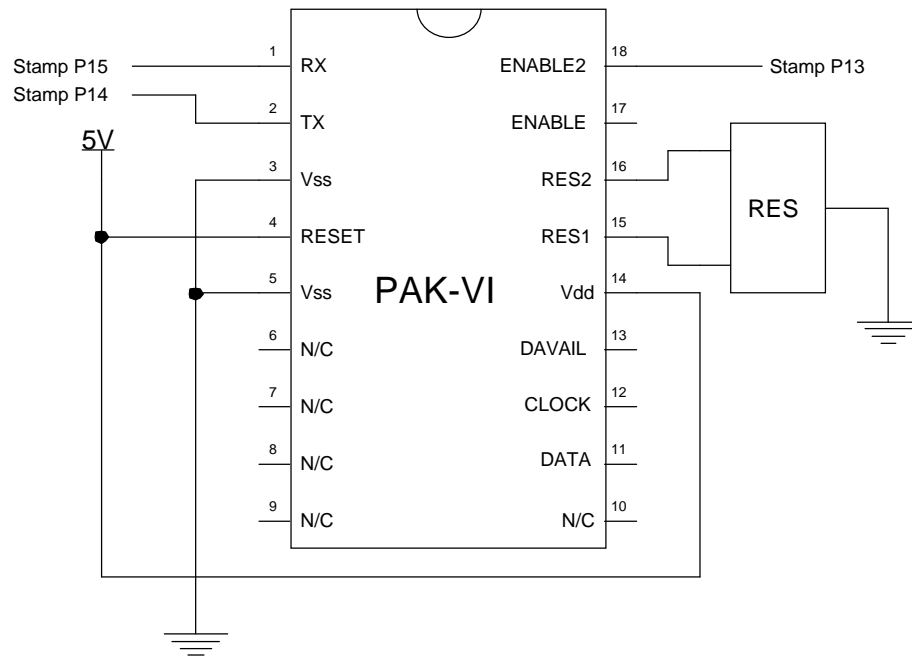 Stamp P15
Stamp P14
5V
1 RX
2 TX
3 Vss
4 RESET
5 Vss
6 N/C
7 N/C
8 N/C
9 N/C
PAK-VI
18 ENABLE2
17 ENABLE
16 RES2
15 RES1
14 Vdd
13 DAVAIL
12 CLOCK
11 DATA
10 N/C
Stamp P13
RES